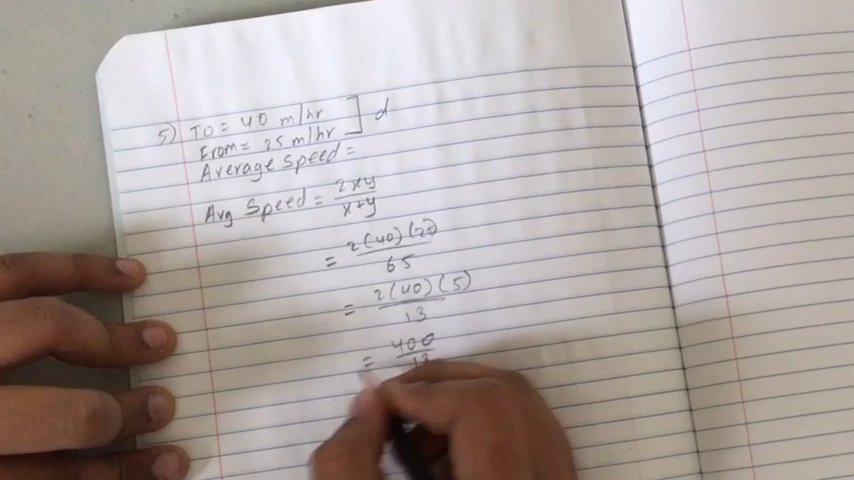 5) TO = 40 m/hr ] d
From = 25 m/hr
Average Speed =
Avg Speed = 2xy / x+y
= 2(40)(25) / 65
= 2(40)(5) / 13
= 400 / 13